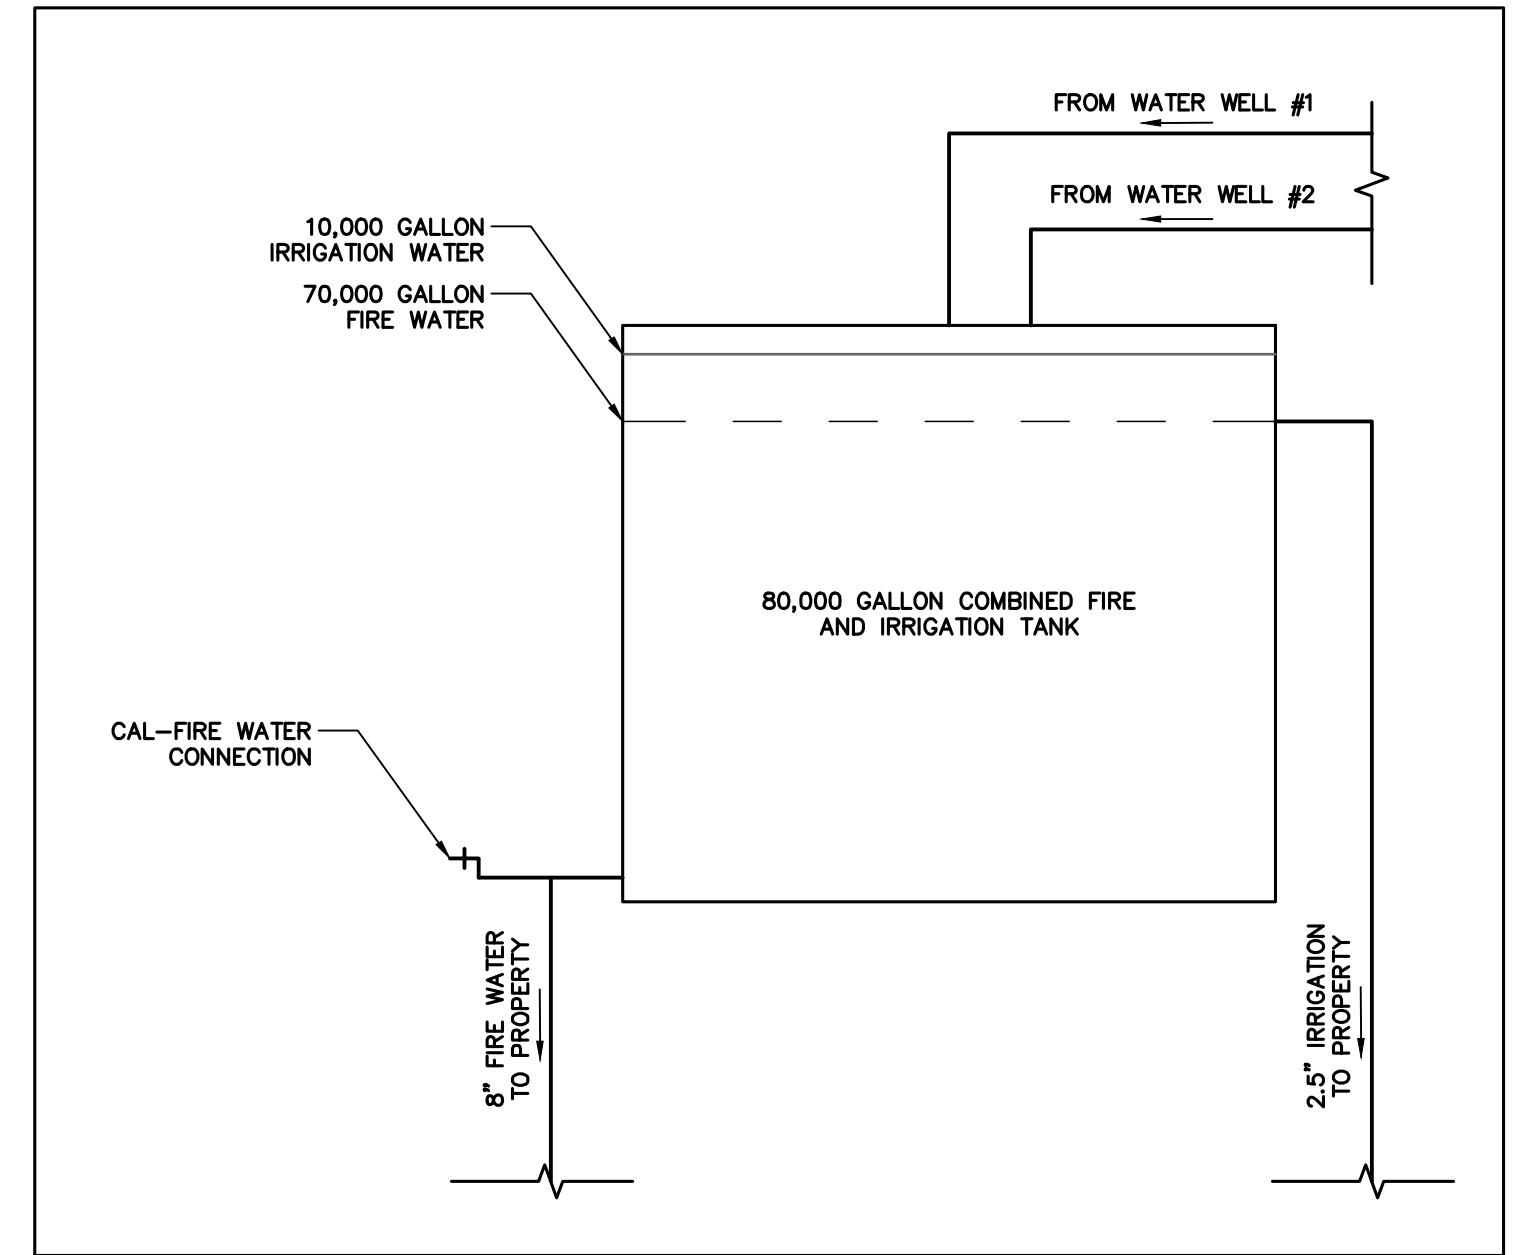 FROM WATER WELL #1
FROM WATER WELL #2
10,000 GALLON
IRRIGATION WATER
70,000 GALLON
FIRE WATER
80,000 GALLON COMBINED FIRE
AND IRRIGATION TANK
CAL-FIRE WATER
CONNECTION
8" FIRE WATER
TO PROPERTY
2.5" IRRIGATION
TO PROPERTY